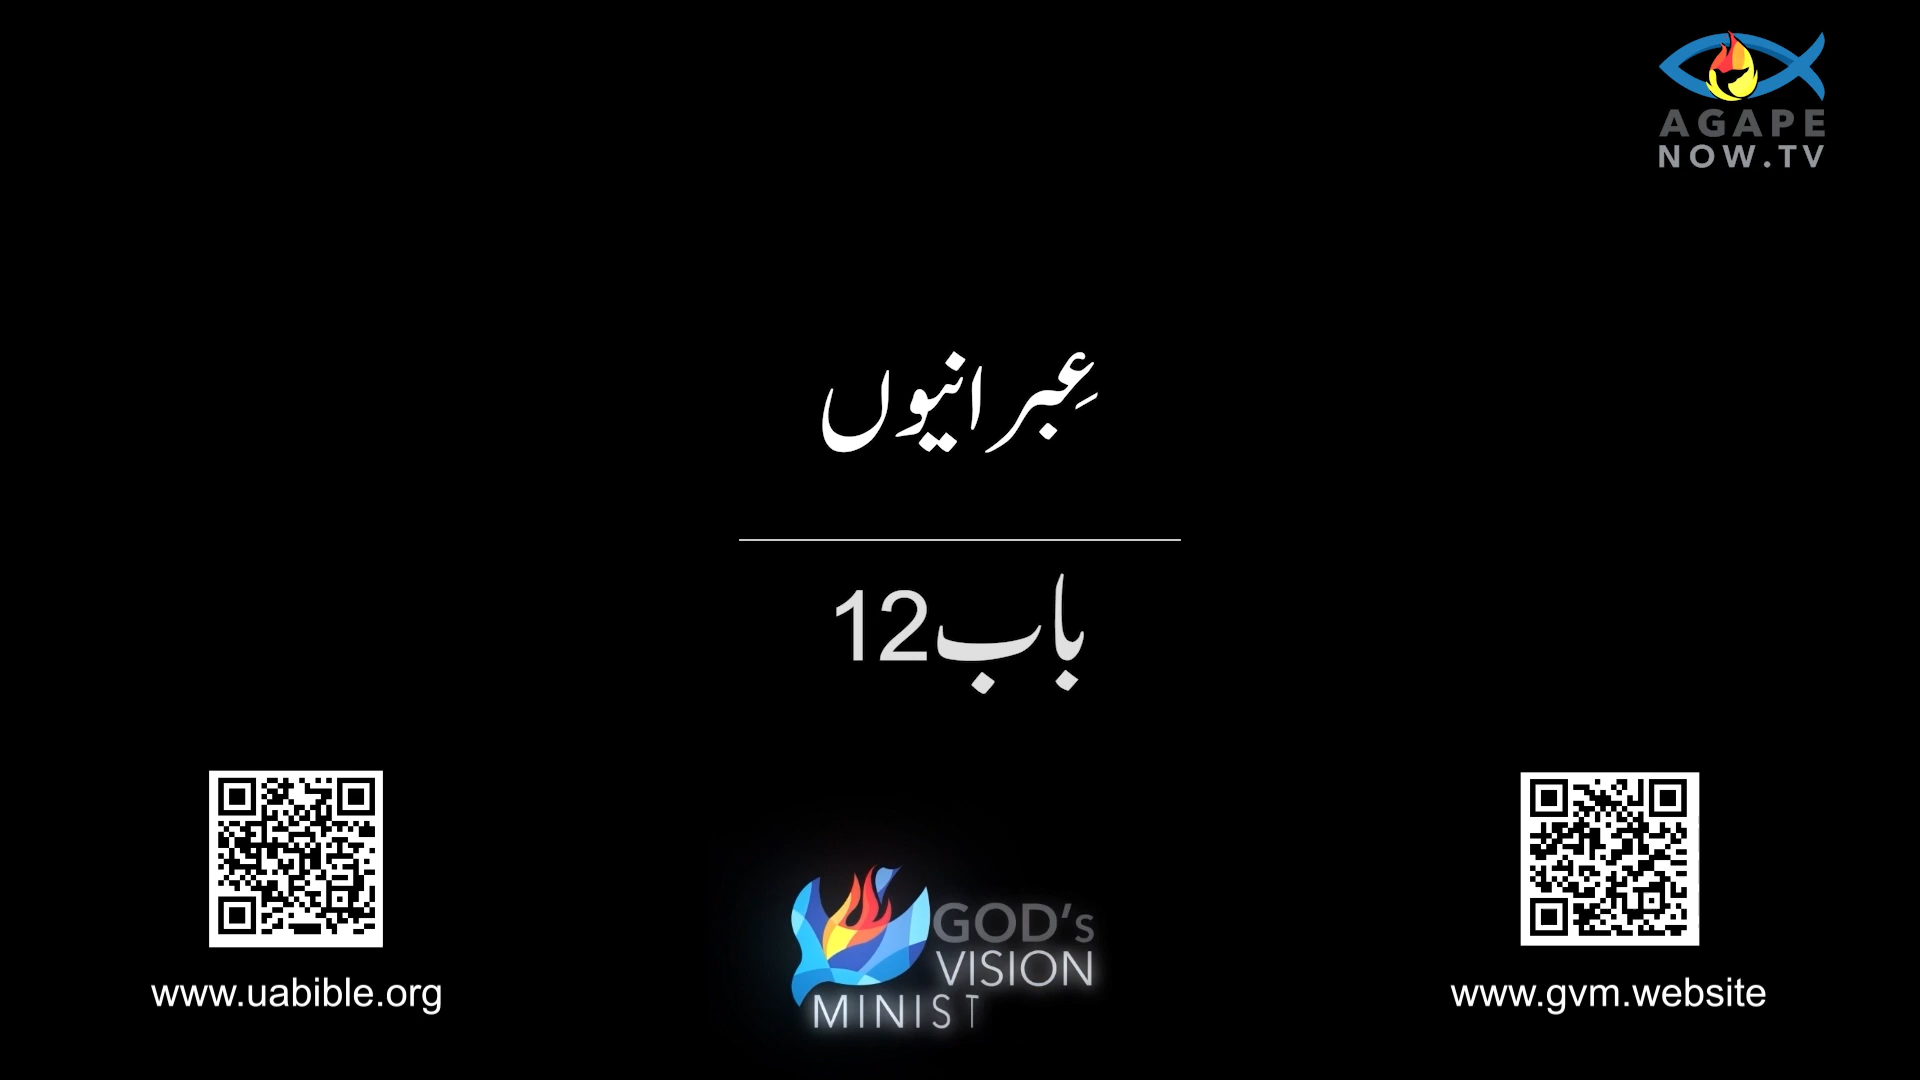 AGAPE
NOW.TV
عِبرانیوں
باب12
GOD's
VISION
MINIST
www.uabible.org
www.gvm.website